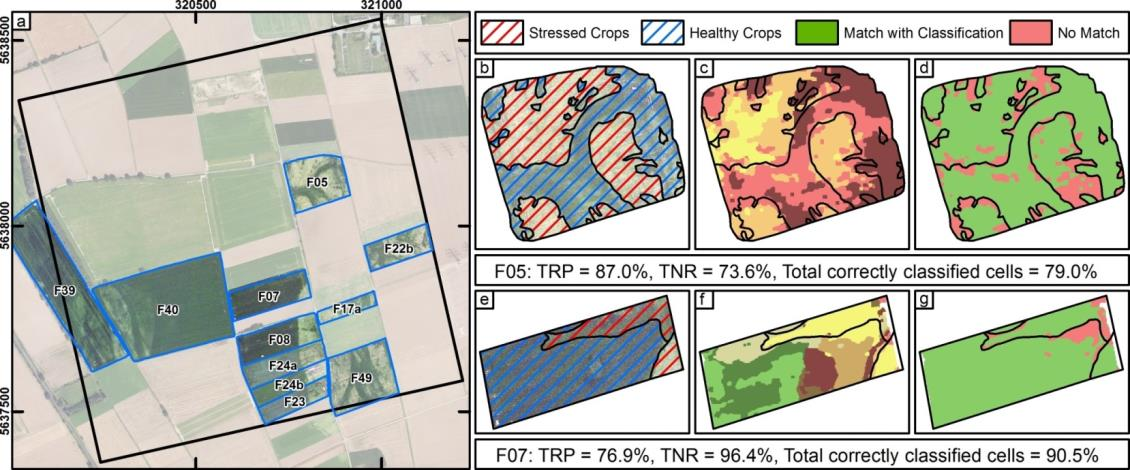 a
320500
321000
5638500
5638000
5637500
F05
F22b
F39
F40
F07
F17a
F08
F24a
F24b
F23
F49
Stressed Crops
Healthy Crops
Match with Classification
No Match
b
c
d
F05: TRP = 87.0%, TNR = 73.6%, Total correctly classified cells = 79.0%
e
f
g
F07: TRP = 76.9%, TNR = 96.4%, Total correctly classified cells = 90.5%